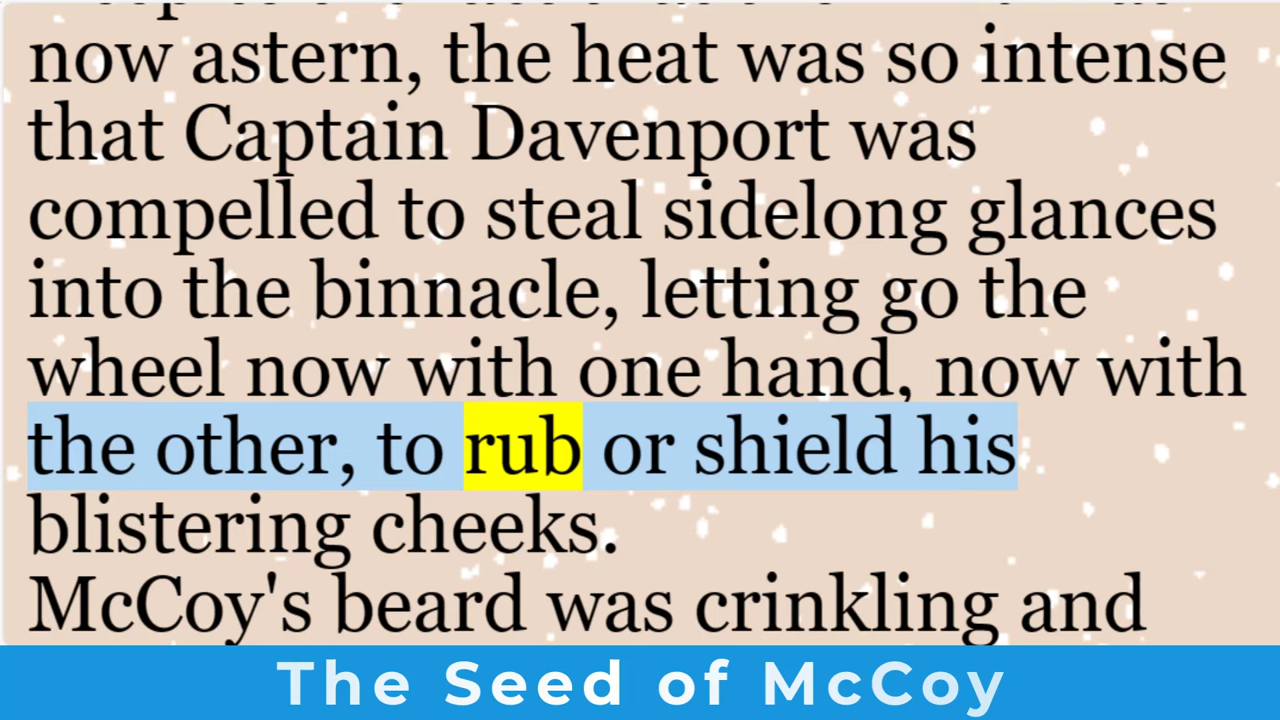 now astern, the heat was so intense
that Captain Davenport was
compelled to steal sidelong glances
into the binnacle, letting go the
wheel now with one hand, now with
the other, to rub or shield his
blistering cheeks.
McCoy's beard was crinkling and
The Seed of McCoy